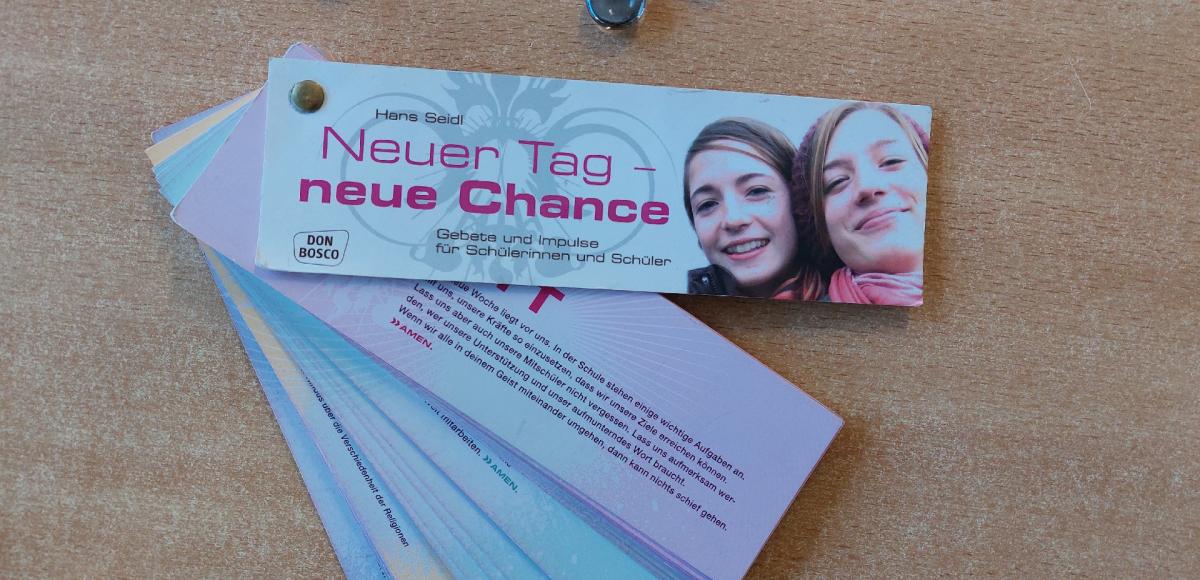 Hans Seidl
Neuer Tag –
neue Chance
Gebete und Impulse
für Schülerinnen und Schüler
DON
BOSCO
Woche liegt vor uns. In der Schule stehen einige wichtige Aufgaben an.
uns, unsere Kräfte so einzusetzen, dass wir unsere Ziele erreichen können.
Lass uns aber auch unsere Mitschüler nicht vergessen. Lass uns aufmerksam wer-
den, wer unsere Unterstützung und unser aufmunterndes Wort braucht.
Wenn wir alle in deinem Geist miteinander umgehen, dann kann nichts schief gehen.
»AMEN.
mitarbeiten. »AMEN.
über die Verschiedenheit der Religionen